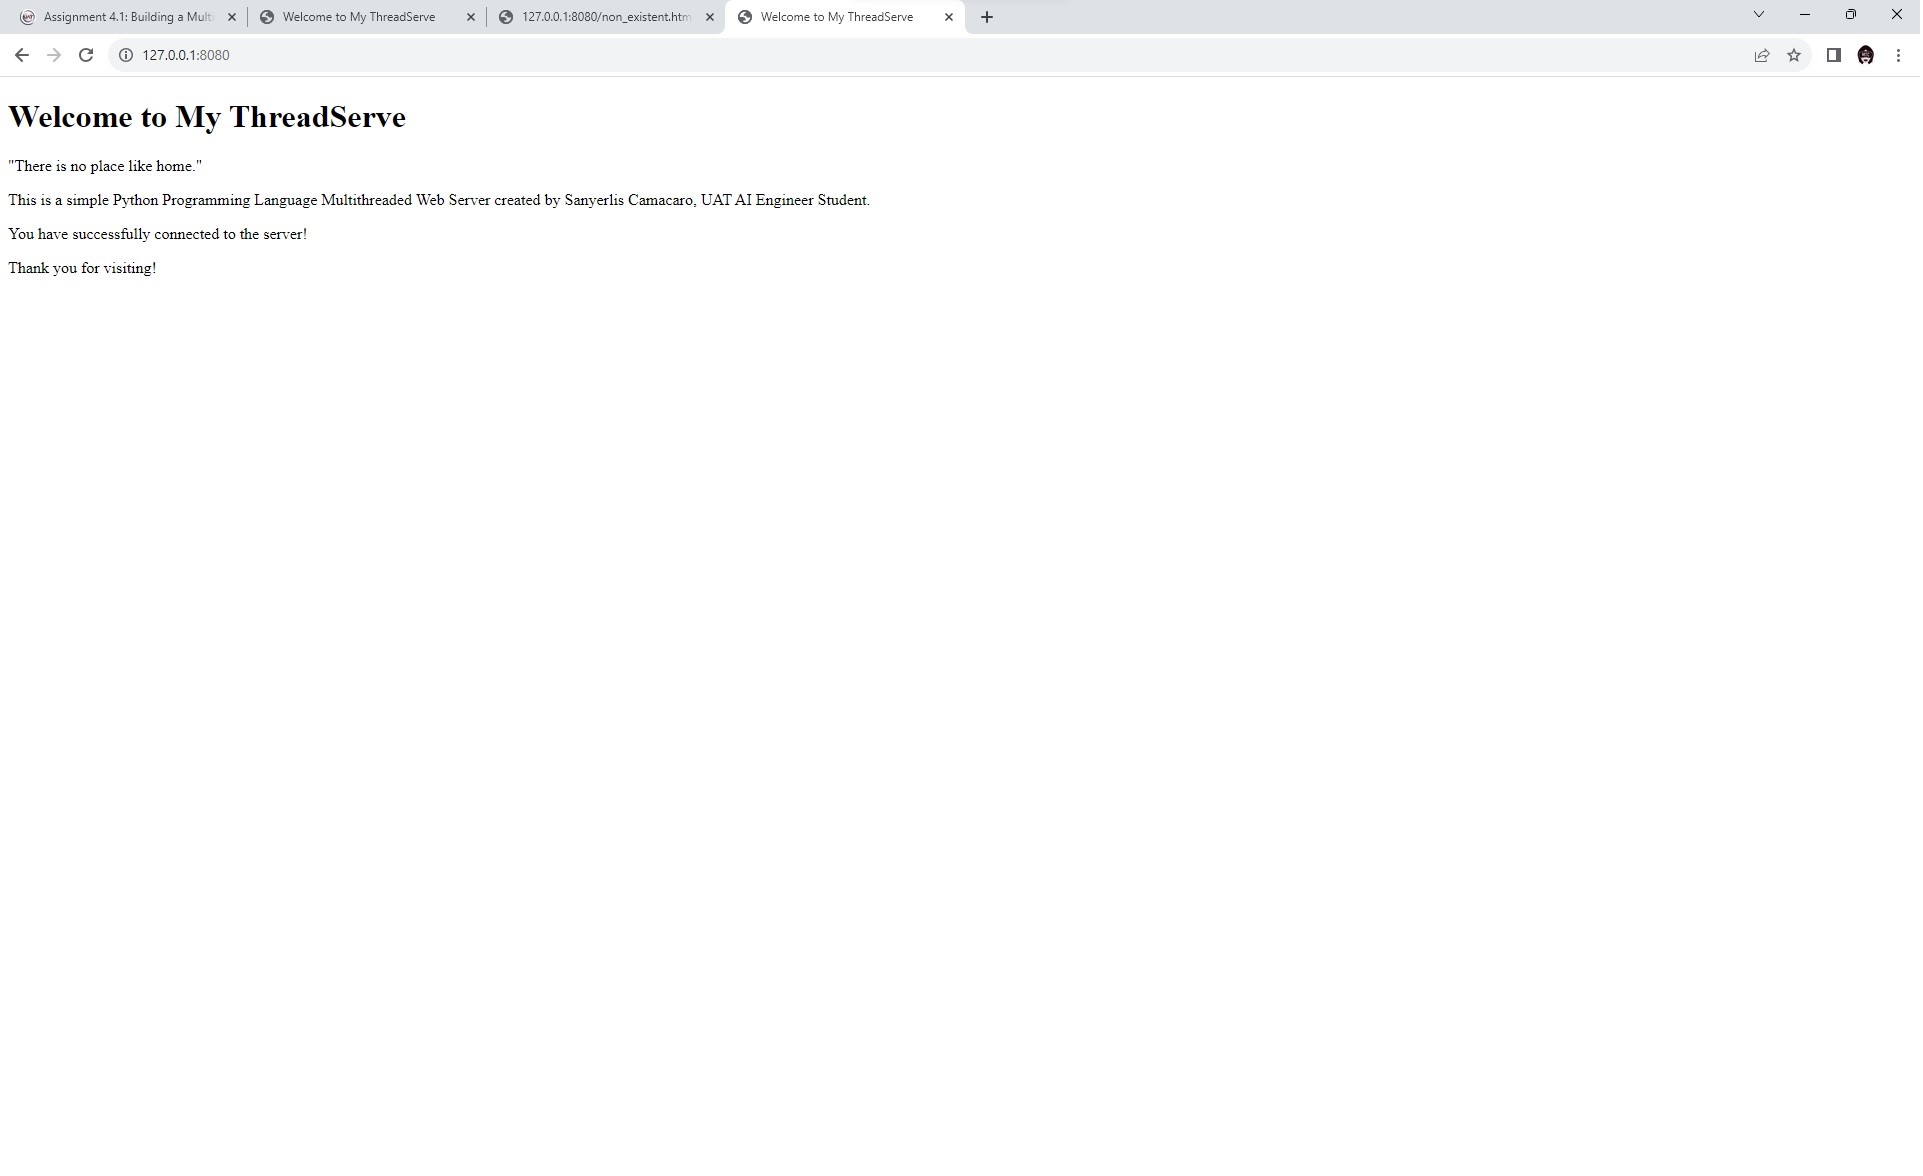 Assignment 4.1: Building a Mult
Welcome to My ThreadServe
127.0.0.1:8080/non_existent.htm
Welcome to My ThreadServe
127.0.0.1:8080
Welcome to My ThreadServe
"There is no place like home."
This is a simple Python Programming Language Multithreaded Web Server created by Sanyerlis Camacaro, UAT AI Engineer Student.
You have successfully connected to the server!
Thank you for visiting!